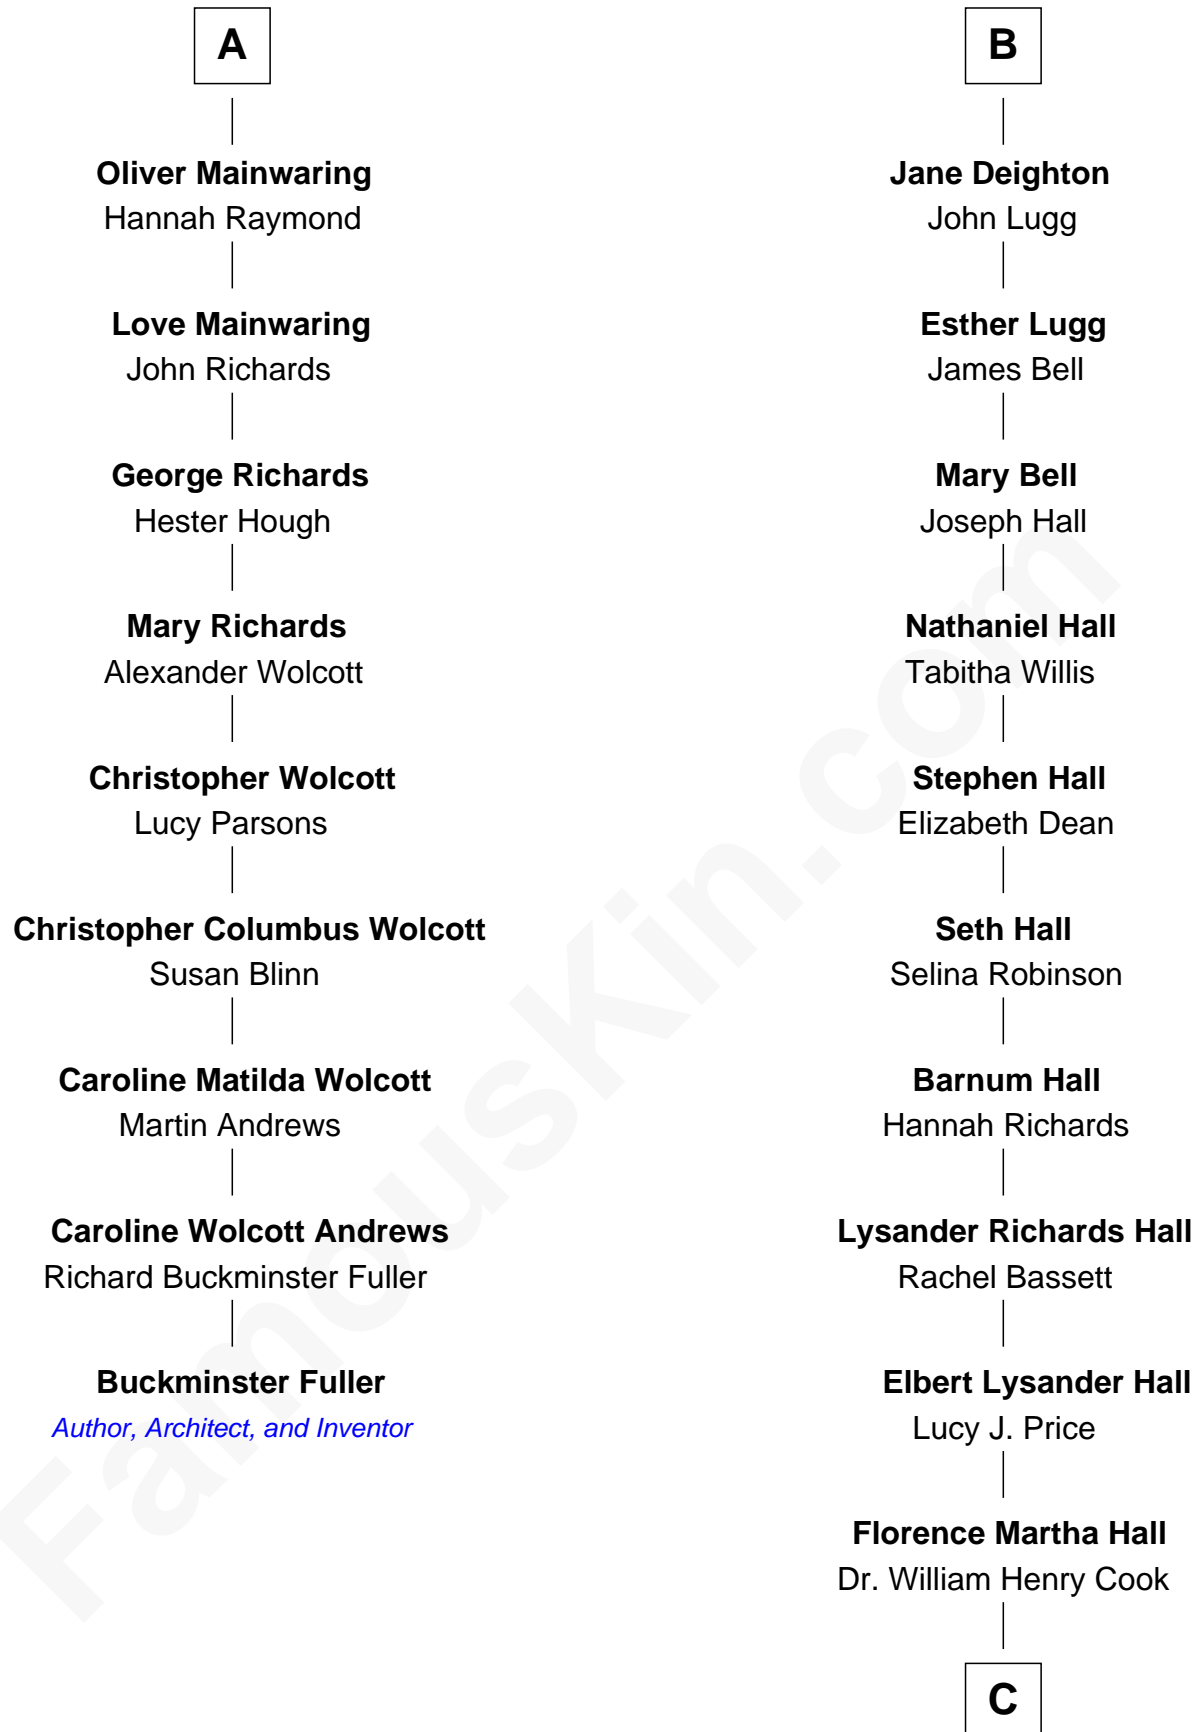 A
Oliver Mainwaring
Hannah Raymond
Love Mainwaring
John Richards
George Richards
Hester Hough
Mary Richards
Alexander Wolcott
Christopher Wolcott
Lucy Parsons
Christopher Columbus Wolcott
Susan Blinn
Caroline Matilda Wolcott
Martin Andrews
Caroline Wolcott Andrews
Richard Buckminster Fuller
Buckminster Fuller
Author, Architect, and Inventor
B
Jane Deighton
John Lugg
Esther Lugg
James Bell
Mary Bell
Joseph Hall
Nathaniel Hall
Tabitha Willis
Stephen Hall
Elizabeth Dean
Seth Hall
Selina Robinson
Barnum Hall
Hannah Richards
Lysander Richards Hall
Rachel Bassett
Elbert Lysander Hall
Lucy J. Price
Florence Martha Hall
Dr. William Henry Cook
C
FamousKin.com